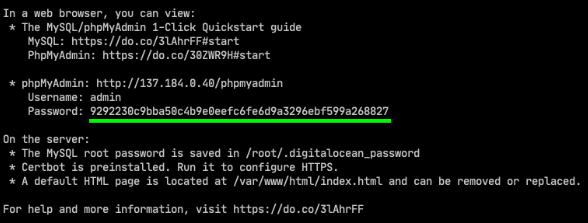 In a web browser, you can view:
* The MySQL/phpMyAdmin 1-Click Quickstart guide
MySQL: https://do.co/3lAhrFF#start
PhpMyAdmin: https://do.co/30ZWR9H#start
* phpMyAdmin: http://137.184.0.40/phpmyadmin
Username: admin
Password: 9292230c9bba50c4b9e0eefc6fe6d9a3296ebf599a268827
On the server:
* The MySQL root password is saved in /root/.digitalocean_password
* Certbot is preinstalled. Run it to configure HTTPS.
* A default HTML page is located at /var/www/html/index.html and can be removed or replaced.
For help and more information, visit https://do.co/3lAhrFF